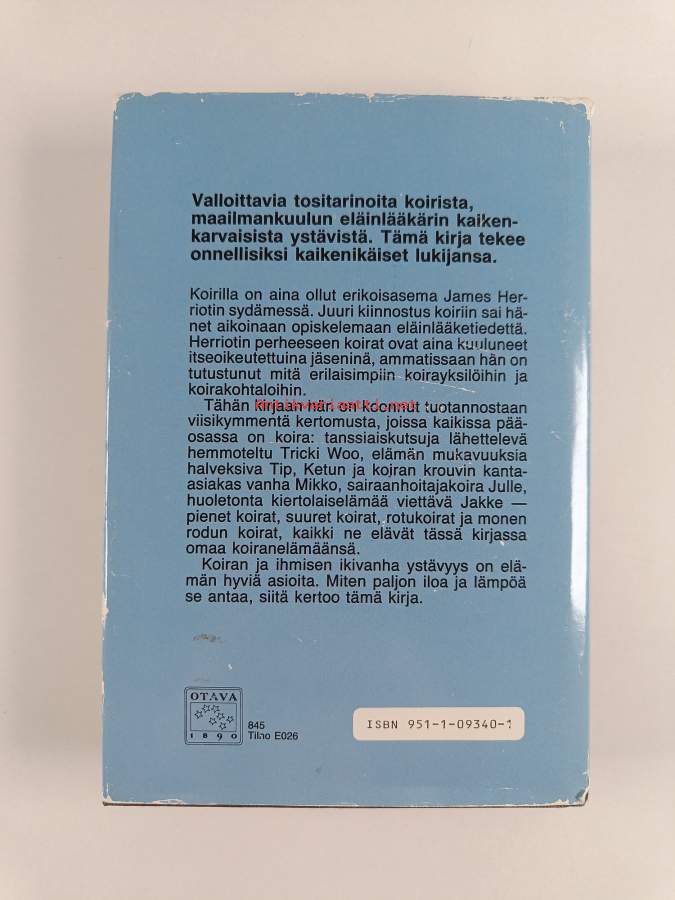 Valloittavia tositarinoita koirista,
maailmankuulun eläinlääkärin kaiken-
karvaisista ystävistä. Tämä kirja tekee
onnellisiksi kaikenikäiset lukijansa.
Koirilla on aina ollut erikoisasema James Her-
riotin sydämessä. Juuri kiinnostus koiriin sai hä-
net aikoinaan opiskelemaan eläinlääketiedettä.
Herriotin perheeseen koirat ovat aina kuuluneet
itseoikeutettuina jäseninä, ammatissaan hän on
tutustunut mitä erilaisimpiin koirayksilöihin ja
koirakohtaloihin.
antikvariaatti.net
Tähän kirjaan hän on koonnut tuotannostaan
viisikymmentä kertomusta, joissa kaikissa pää-
osassa on koira: tanssiaiskutsuja lähettelevä
hemmoteltu Tricki Woo, elämän mukavuuksia
halveksiva Tip, Ketun ja koiran krouvin kanta-
asiakas vanha Mikko, sairaanhoitajakoira Julle,
huoletonta kiertolaiselämää viettävä Jakke —
pienet koirat, suuret koirat, rotukoirat ja monen
rodun koirat, kaikki ne elävät tässä kirjassa
omaa koiranelämäänsä.
Koiran ja ihmisen ikivanha ystävyys on elä-
män hyviä asioita. Miten paljon iloa ja lämpöä
se antaa, siitä kertoo tämä kirja.
OTAVA
1890
845
Tilno E026
ISBN 951-1-09340-1